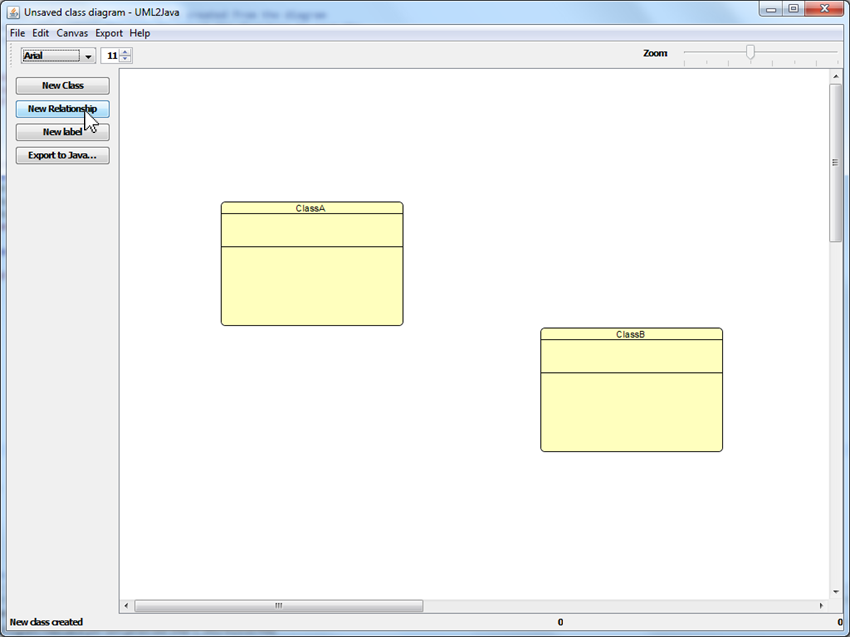 Unsaved class diagram - UML2Java
File Edit Canvas Export Help
Arial 11 Zoom
New Class
New Relationship
New label
Export to Java...
ClassA
ClassB
New class created 0 0